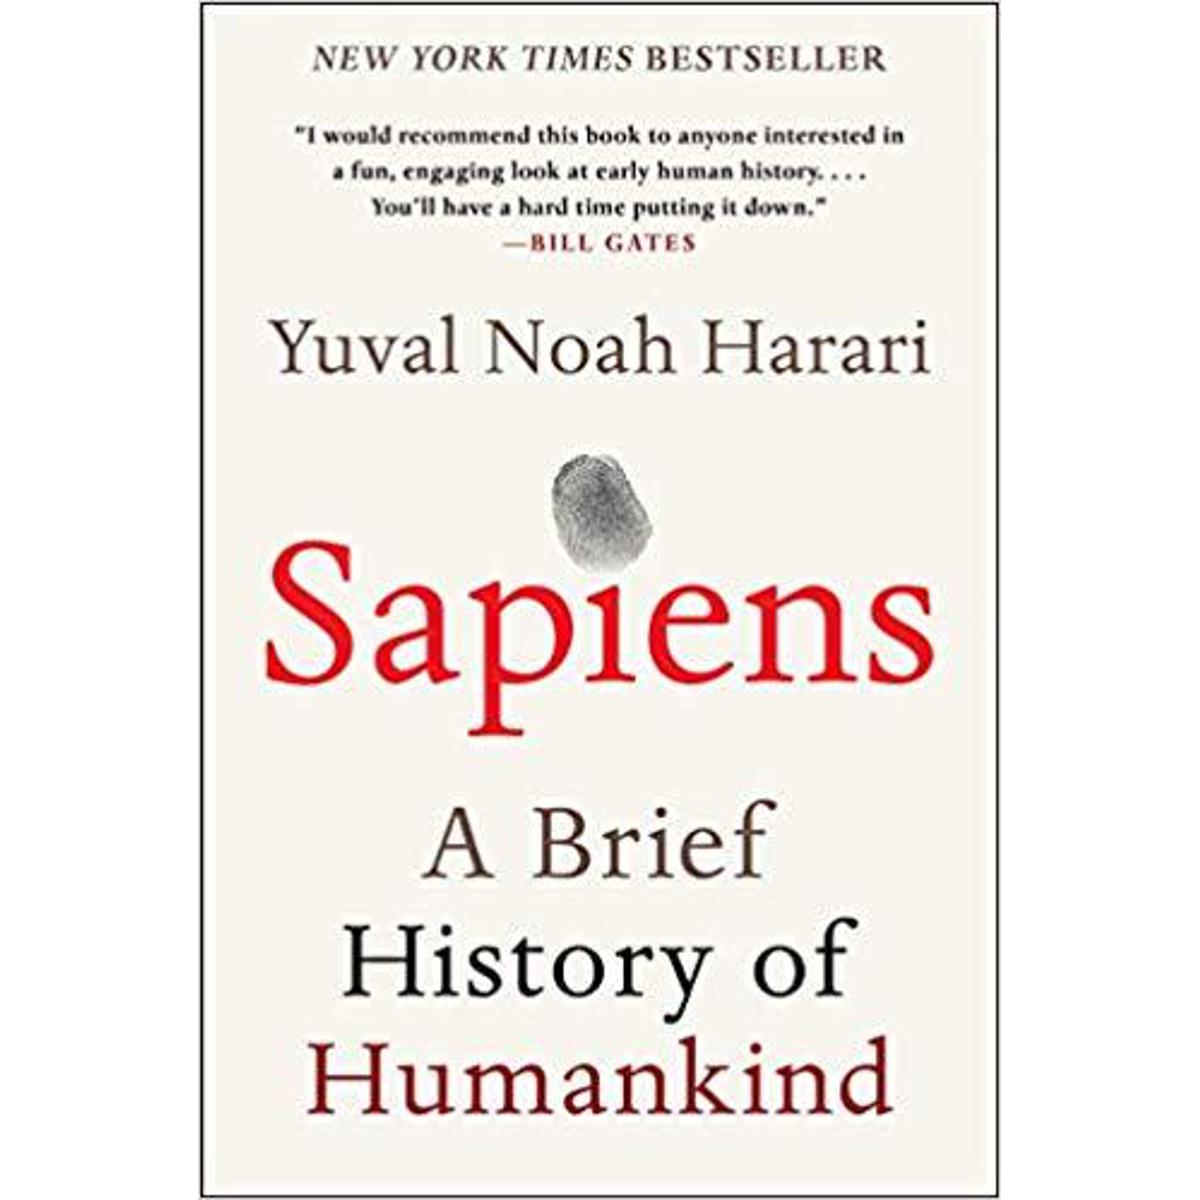 NEW YORK TIMES BESTSELLER
"I would recommend this book to anyone interested in
a fun, engaging look at early human history. . . .
You'll have a hard time putting it down."
—BILL GATES
Yuval Noah Harari
Sapiens
A Brief
History of
Humankind